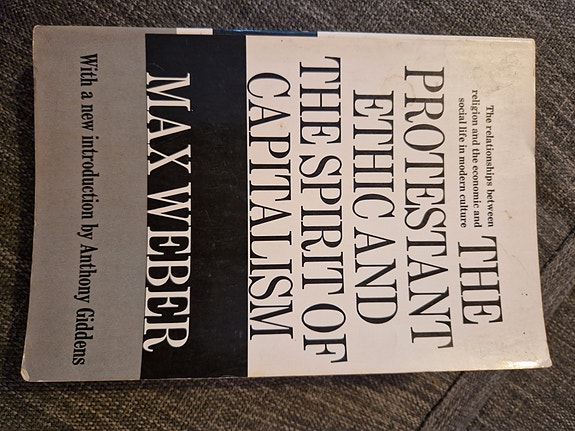 The relationships between
religion and the economic and
social life in modern culture
THE
PROTESTANT
ETHIC AND
THE SPIRIT OF
CAPITALISM
MAX WEBER
With a new introduction by Anthony Giddens